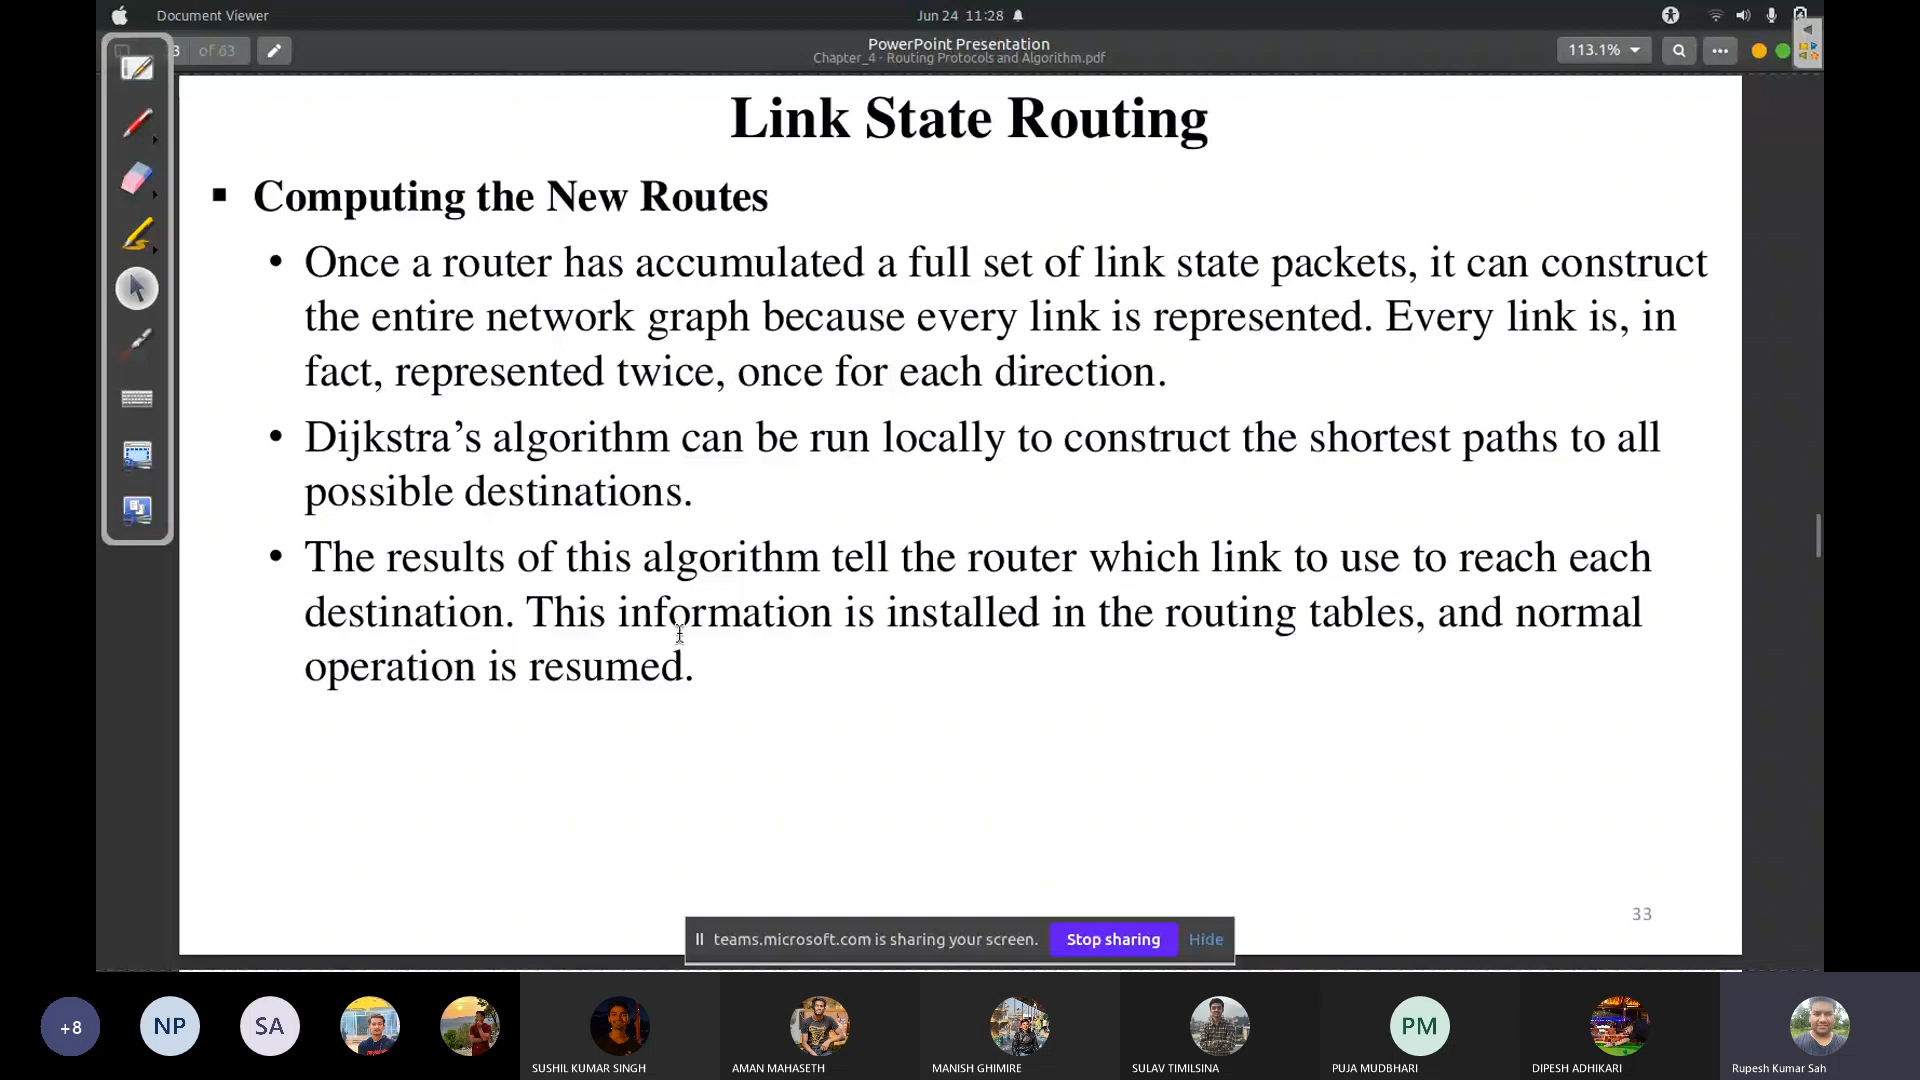 Document Viewer
Jun 24 11:28
of 63
PowerPoint Presentation
Chapter_4 - Routing Protocols and Algorithm.pdf
113.1%
Link State Routing
▪ Computing the New Routes
• Once a router has accumulated a full set of link state packets, it can construct
the entire network graph because every link is represented. Every link is, in
fact, represented twice, once for each direction.
• Dijkstra’s algorithm can be run locally to construct the shortest paths to all
possible destinations.
• The results of this algorithm tell the router which link to use to reach each
destination. This information is installed in the routing tables, and normal
operation is resumed.
33
teams.microsoft.com is sharing your screen.
Stop sharing
Hide
+8
NP
SA
PM
SUSHIL KUMAR SINGH
AMAN MAHASETH
MANISH GHIMIRE
SULAV TIMILSINA
PUJA MUDBHARI
DIPESH ADHIKARI
Rupesh Kumar Sah